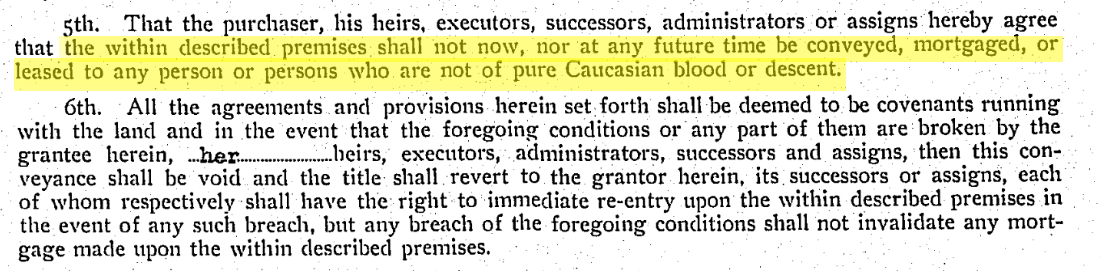 5th. That the purchaser, his heirs, executors, successors, administrators or assigns hereby agree
that the within described premises shall not now, nor at any future time be conveyed, mortgaged, or
leased to any person or persons who are not of pure Caucasian blood or descent.
6th. All the agreements and provisions herein set forth shall be deemed to be covenants running
with the land and in the event that the foregoing conditions or any part of them are broken by the
grantee herein, ...her......................heirs, executors, administrators, successors and assigns, then this con-
veyance shall be void and the title shall revert to the grantor herein, its successors or assigns, each
of whom respectively shall have the right to immediate re-entry upon the within described premises in
the event of any such breach, but any breach of the foregoing conditions shall not invalidate any mort-
gage made upon the within described premises.